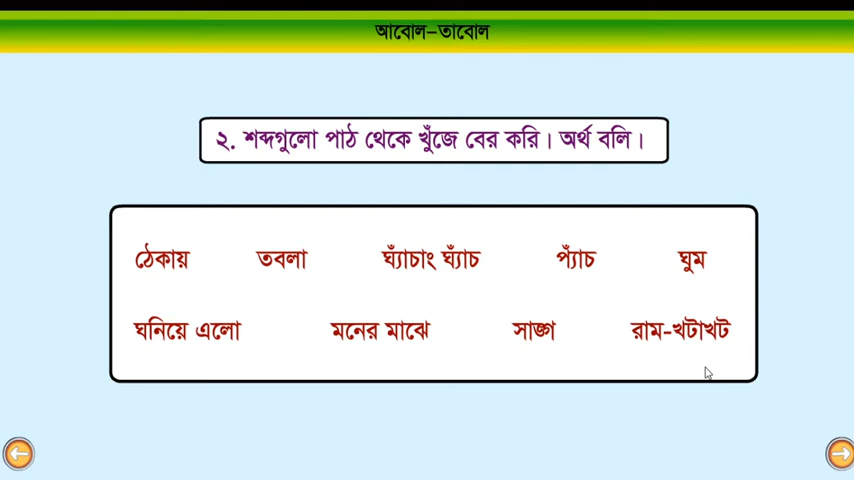 আবোল-তাবোল
২. শব্দগুলো পাঠ থেকে খুঁজে বের করি। অর্থ বলি।
ঠেকায় তবলা ঘ্যাঁচাং ঘ্যাঁচ প্যাঁচ ঘুম
ঘনিয়ে এলো মনের মাঝে সাঙ্গ রাম-খটাখট